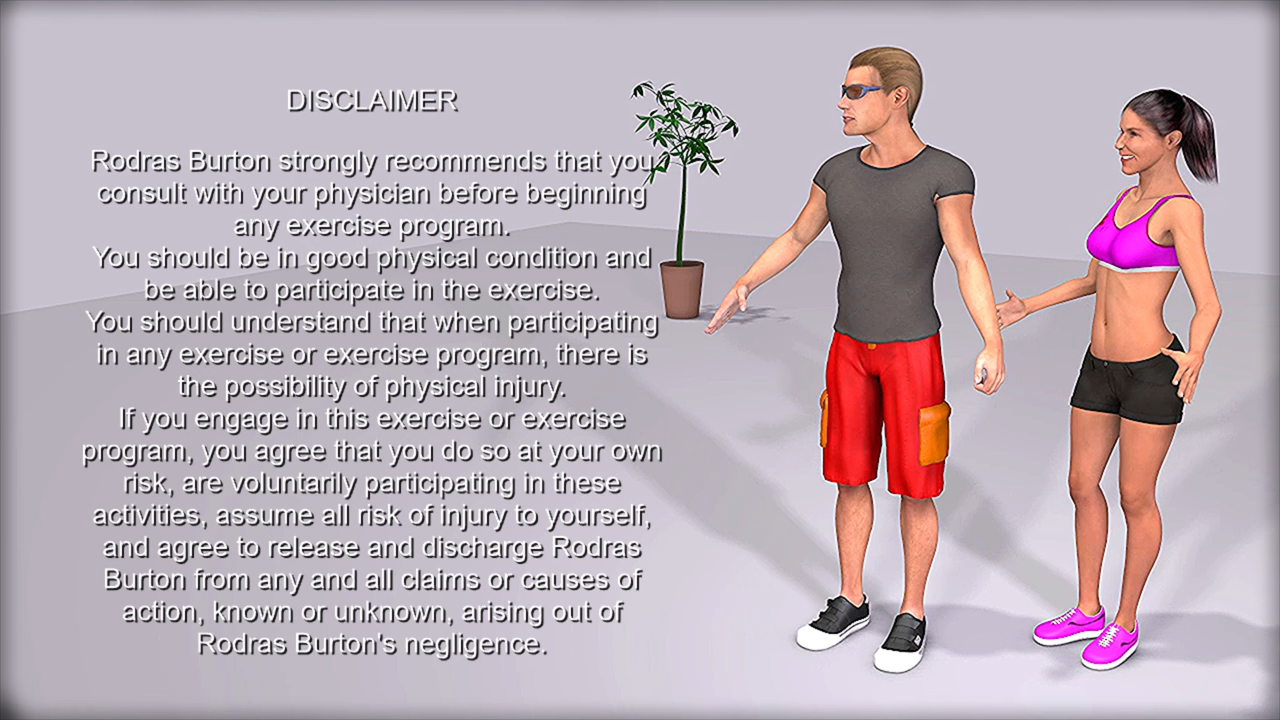 DISCLAIMER
Rodras Burton strongly recommends that you
consult with your physician before beginning
any exercise program.
You should be in good physical condition and
be able to participate in the exercise.
You should understand that when participating
in any exercise or exercise program, there is
the possibility of physical injury.
If you engage in this exercise or exercise
program, you agree that you do so at your own
risk, are voluntarily participating in these
activities, assume all risk of injury to yourself,
and agree to release and discharge Rodras
Burton from any and all claims or causes of
action, known or unknown, arising out of
Rodras Burton's negligence.